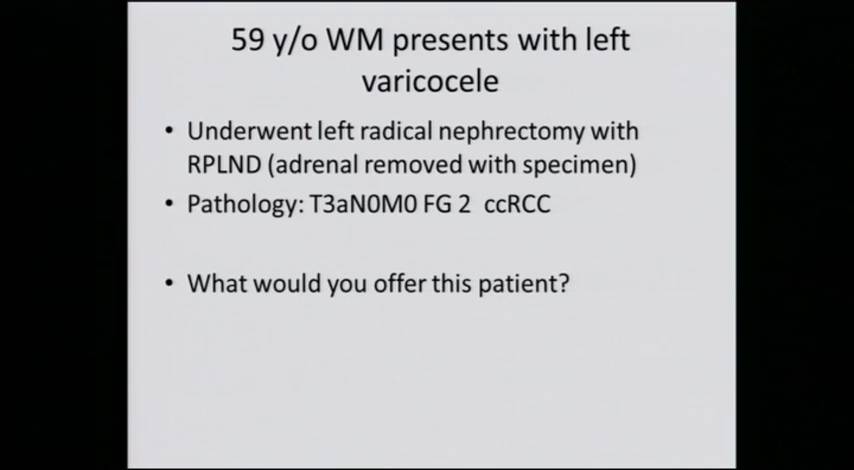 59 y/o WM presents with left
varicocele
• Underwent left radical nephrectomy with
RPLND (adrenal removed with specimen)
• Pathology: T3aN0M0 FG 2 ccRCC
• What would you offer this patient?